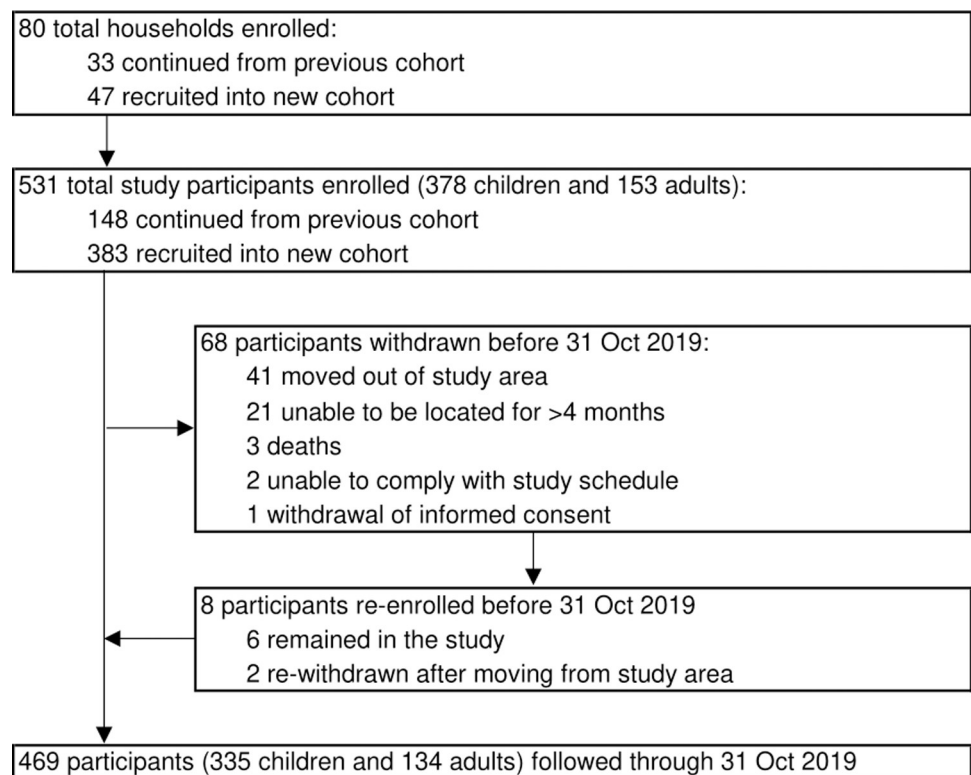 80 total households enrolled:
33 continued from previous cohort
47 recruited into new cohort
531 total study participants enrolled (378 children and 153 adults):
148 continued from previous cohort
383 recruited into new cohort
68 participants withdrawn before 31 Oct 2019:
41 moved out of study area
21 unable to be located for >4 months
3 deaths
2 unable to comply with study schedule
1 withdrawal of informed consent
8 participants re-enrolled before 31 Oct 2019
6 remained in the study
2 re-withdrawn after moving from study area
469 participants (335 children and 134 adults) followed through 31 Oct 2019